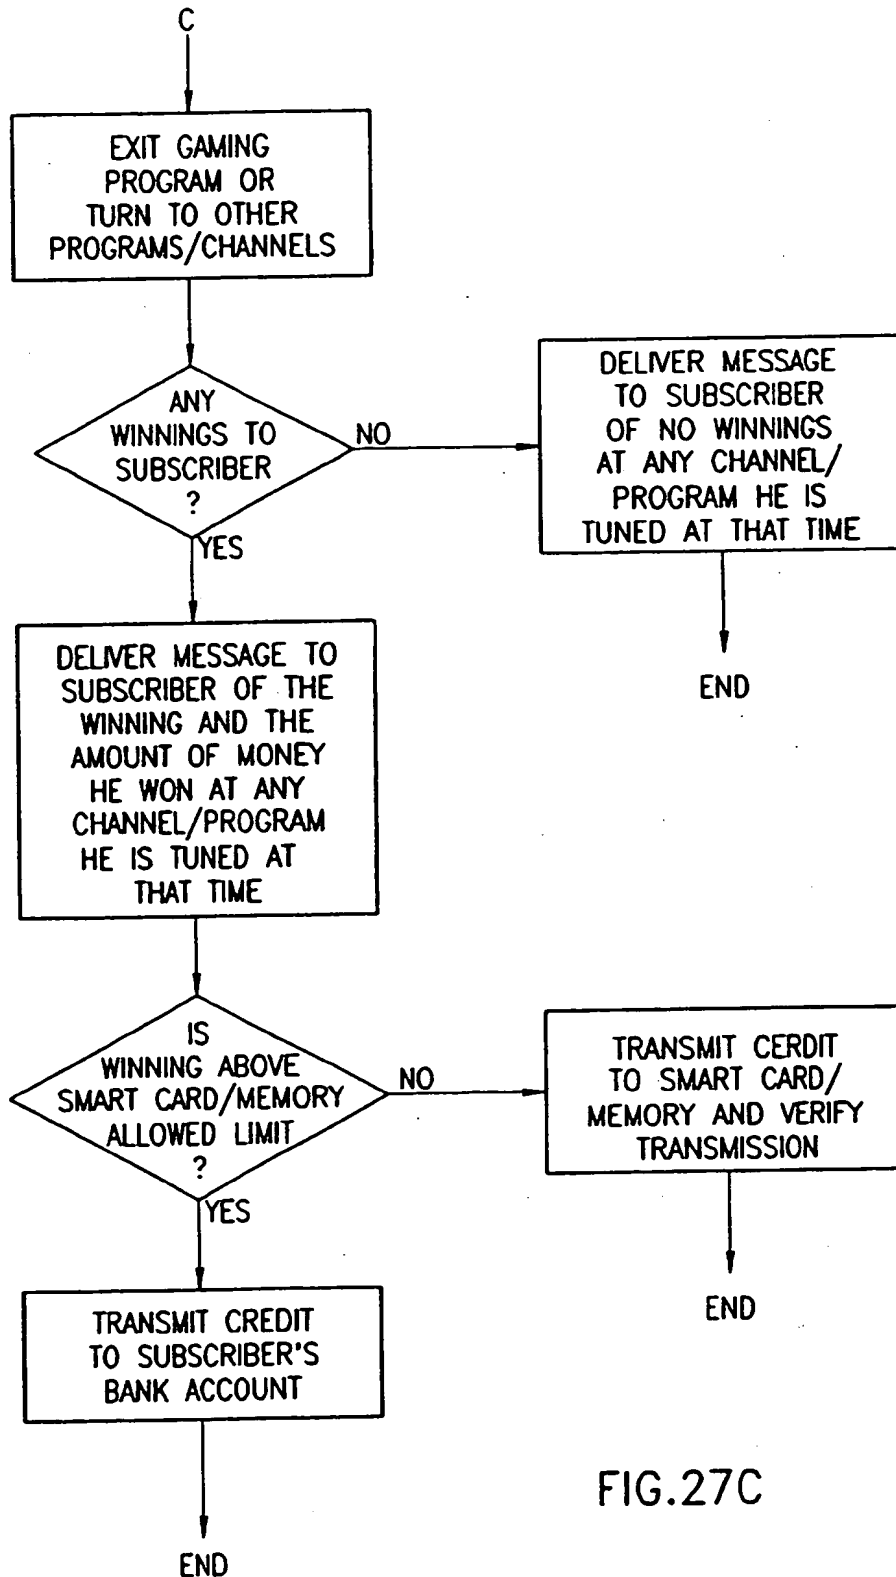 C
EXIT GAMING
PROGRAM OR
TURN TO OTHER
PROGRAMS/CHANNELS
ANY
WINNINGS TO
SUBSCRIBER
?
NO
DELIVER MESSAGE
TO SUBSCRIBER
OF NO WINNINGS
AT ANY CHANNEL/
PROGRAM HE IS
TUNED AT THAT TIME
END
YES
DELIVER MESSAGE TO
SUBSCRIBER OF THE
WINNING AND THE
AMOUNT OF MONEY
HE WON AT ANY
CHANNEL/PROGRAM
HE IS TUNED AT
THAT TIME
IS
WINNING ABOVE
SMART CARD/MEMORY
ALLOWED LIMIT
?
NO
TRANSMIT CERDIT
TO SMART CARD/
MEMORY AND VERIFY
TRANSMISSION
END
YES
TRANSMIT CREDIT
TO SUBSCRIBER'S
BANK ACCOUNT
END
FIG.27C